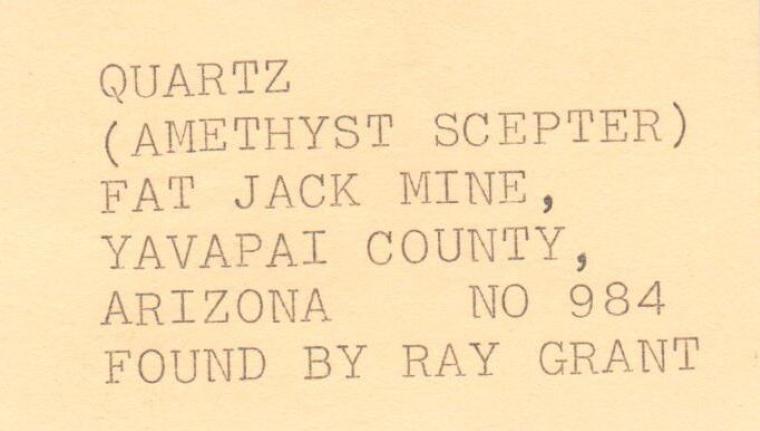 QUARTZ
(AMETHYST SCEPTER)
FAT JACK MINE,
YAVAPAI COUNTY,
ARIZONA NO 984
FOUND BY RAY GRANT